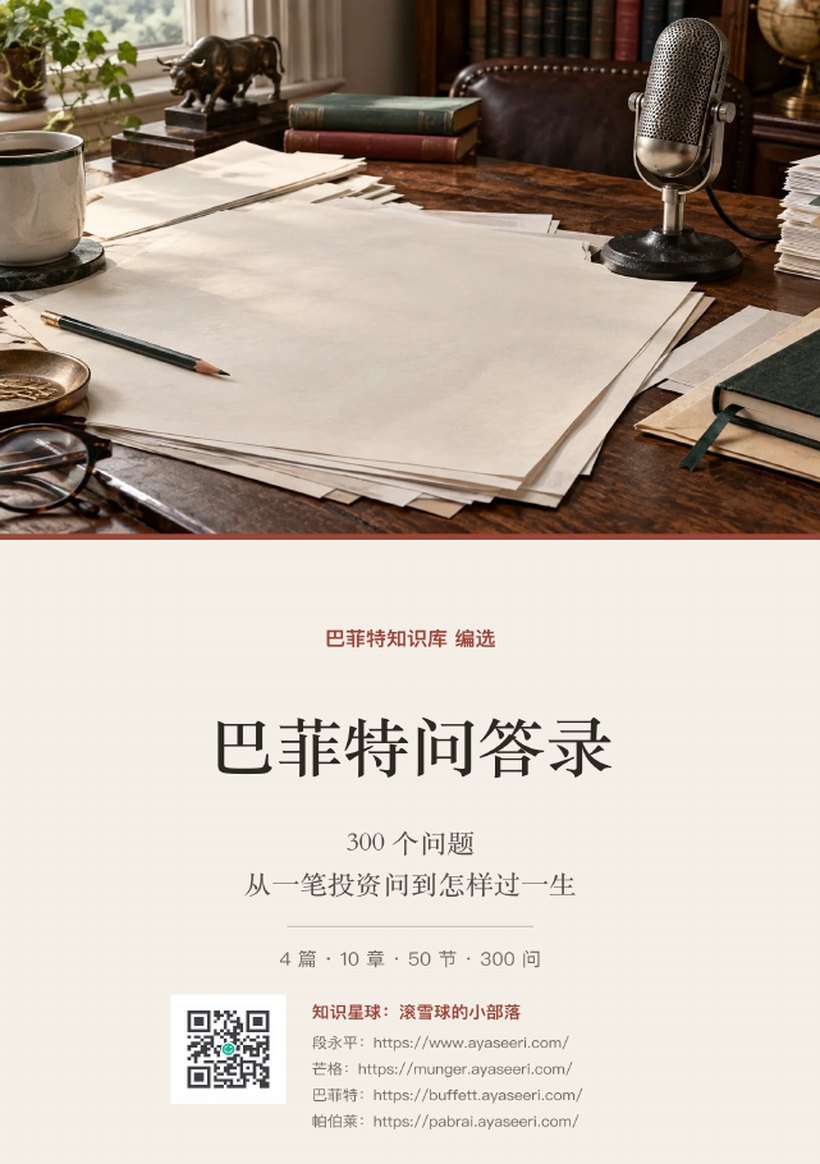 巴菲特知识库 编选
巴菲特问答录
300 个问题
从一笔投资问到怎样过一生
4 篇 · 10 章 · 50 节 · 300 问
知识星球：滚雪球的小部落
段永平：https://www.ayaseeri.com/
芒格：https://munger.ayaseeri.com/
巴菲特：https://buffett.ayaseeri.com/
帕伯莱：https://pabrai.ayaseeri.com/